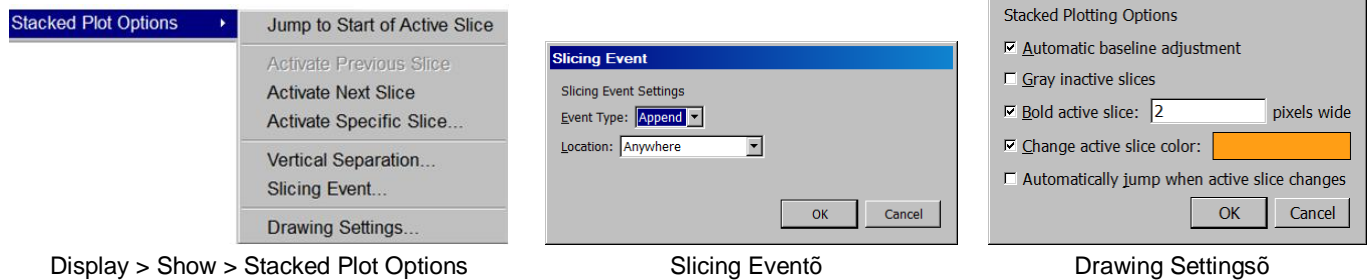 Stacked Plot Options
Jump to Start of Active Slice
Activate Previous Slice
Activate Next Slice
Activate Specific Slice...
Vertical Separation...
Slicing Event...
Drawing Settings...
Display > Show > Stacked Plot Options
Slicing Event
Slicing Event Settings
Event Type: Append
Location: Anywhere
OK Cancel
Slicing Eventõ
Stacked Plotting Options
Automatic baseline adjustment
Gray inactive slices
Bold active slice: 2 pixels wide
Change active slice color:
Automatically jump when active slice changes
OK Cancel
Drawing Settingsõ